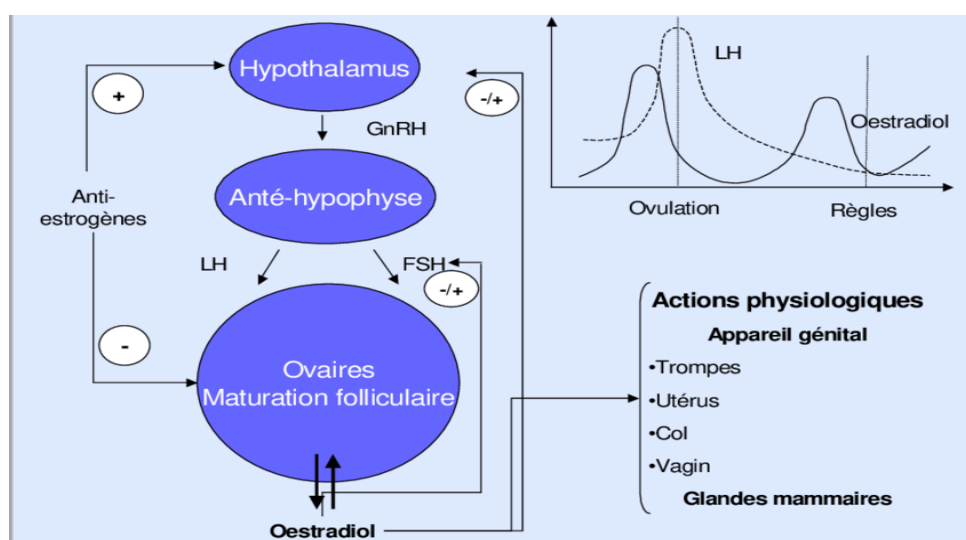 Hypothalamus
+
-/+
GnRH
Anti-
estrogènes
Anté-hypophyse
LH
FSH
-/+
-
Ovaires
Maturation folliculaire
Oestradiol
LH
Oestradiol
Ovulation
Règles
Actions physiologiques
Appareil génital
•Trompes
•Utérus
•Col
•Vagin
Glandes mammaires